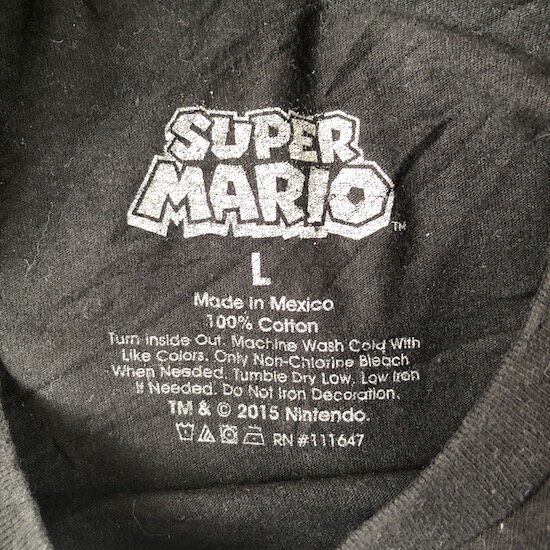 SUPER
MARIO
TM
L
Made in Mexico
100% Cotton
Turn Inside Out. Machine Wash Cold With
Like Colors. Only Non-Chlorine Bleach
When Needed. Tumble Dry Low. Low Iron
If Needed. Do Not Iron Decoration.
TM & © 2015 Nintendo.
RN #111647